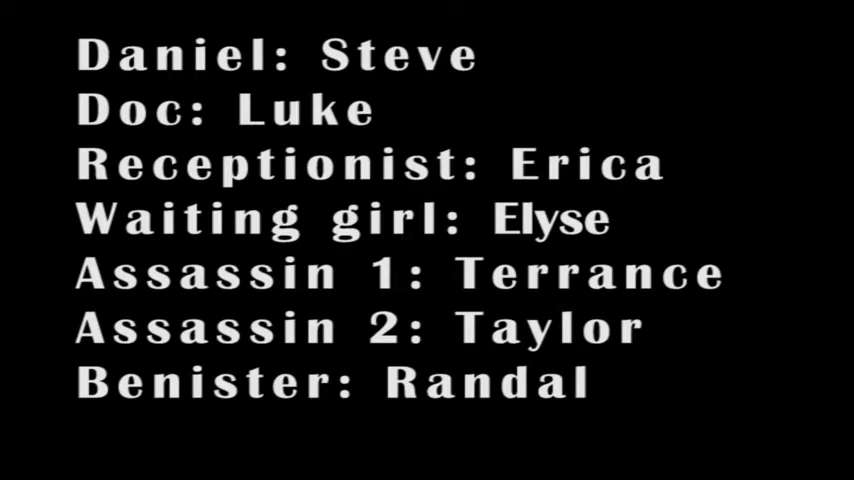 Daniel: Steve
Doc: Luke
Receptionist: Erica
Waiting girl: Elyse
Assassin 1: Terrance
Assassin 2: Taylor
Benister: Randal